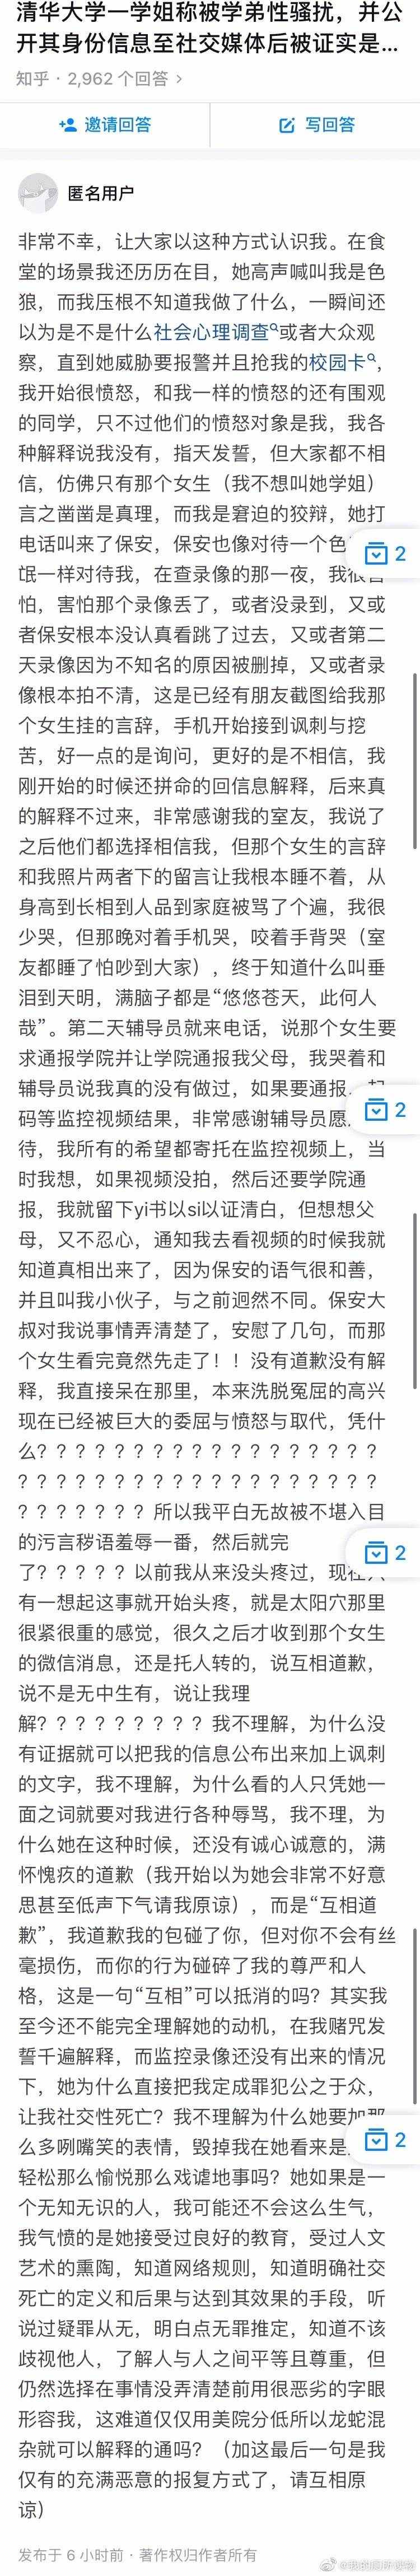 清华大学一学姐称被学弟性骚扰，并公
开其身份信息至社交媒体后被证实是...
知乎 · 2,962 个回答 >
邀请回答
写回答
匿名用户
非常不幸，让大家以这种方式认识我。在食
堂的场景我还历历在目，她高声喊叫我是色
狼，而我压根不知道我做了什么，一瞬间还
以为是不是什么社会心理调查或者大众观
察，直到她威胁要报警并且抢我的校园卡，
我开始很愤怒，和我一样的愤怒的还有围观
的同学，只不过他们的愤怒对象是我，我各
种解释说我没有，指天发誓，但大家都不相
信，仿佛只有那个女生（我不想叫她学姐）
言之凿凿是真理，而我是窘迫的狡辩，她打
电话叫来了保安，保安也像对待一个色
2
氓一样对待我，在查录像的那一夜，我很
怕，害怕那个录像丢了，或者没录到，又或
者保安根本没认真看跳了过去，又或者第二
天录像因为不知名的原因被删掉，又或者录
像根本拍不清，这是已经有朋友截图给我那
个女生挂的言辞，手机开始接到讽刺与挖
苦，好一点的是询问，更好的是不相信，我
刚开始的时候还拼命的回信息解释，后来真
的解释不过来，非常感谢我的室友，我说了
之后他们都选择相信我，但那个女生的言辞
和我照片两者下的留言让我根本睡不着，从
身高到长相到人品到家庭被骂了个遍，我很
少哭，但那晚对着手机哭，咬着手背哭（室
友都睡了怕吵到大家），终于知道什么叫垂
泪到天明，满脑子都是“悠悠苍天，此何人
哉”。第二天辅导员就来电话，说那个女生要
求通报学院并让学院通报我父母，我哭着和
辅导员说我真的没有做过，如果要通报，
2
码等监控视频结果，非常感谢辅导员愿
待，我所有的希望都寄托在监控视频上，当
时我想，如果视频没拍，然后还要学院通
报，我就留下yi书以si以证清白，但想想父
母，又不忍心，通知我去看视频的时候我就
知道真相出来了，因为保安的语气很和善，
并且叫我小伙子，与之前迥然不同。保安大
叔对我说事情弄清楚了，安慰了几句，而那
个女生看完竟然先走了！！没有道歉没有解
释，我直接呆在那里，本来洗脱冤屈的高兴
现在已经被巨大的委屈与愤怒与取代，凭什
么？？？？？？？？？？？？？？？？？？
？？？？？？？？？？？？？？？？？？？
？？？？？？？所以我平白无故被不堪入目
的污言秽语羞辱一番，然后就完
2
了？？？？？以前我从来没头疼过，现在
有一想起这事就开始头疼，就是太阳穴那里
很紧很重的感觉，很久之后才收到那个女生
的微信消息，还是托人转的，说互相道歉，
说不是无中生有，说让我理
解？？？？？？？？？我不理解，为什么没
有证据就可以把我的信息公布出来加上讽刺
的文字，我不理解，为什么看的人只凭她一
面之词就要对我进行各种辱骂，我不理，为
什么她在这种时候，还没有诚心诚意的，满
怀愧疚的道歉（我开始以为她会非常不好意
思甚至低声下气请我原谅），而是“互相道
歉”，我道歉我的包碰了你，但对你不会有丝
毫损伤，而你的行为碰碎了我的尊严和人
格，这是一句“互相”可以抵消的吗？其实我
至今还不能完全理解她的动机，在我赌咒发
誓千遍解释，而监控录像还没有出来的情况
下，她为什么直接把我定成罪犯公之于众，
让我社交性死亡？我不理解为什么她要加那
么多咧嘴笑的表情，毁掉我在她看来是
2
轻松那么愉悦那么戏谑地事吗？她如果是一
个无知无识的人，我可能还不会这么生气，
我气愤的是她接受过良好的教育，受过人文
艺术的熏陶，知道网络规则，知道明确社交
死亡的定义和后果与达到其效果的手段，听
说过疑罪从无，明白点无罪推定，知道不该
歧视他人，了解人与人之间平等且尊重，但
仍然选择在事情没弄清楚前用很恶劣的字眼
形容我，这难道仅仅用美院分低所以龙蛇混
杂就可以解释的通吗？（加这最后一句是我
仅有的充满恶意的报复方式了，请互相原
谅）
发布于 6 小时前 · 著作权归作者所有